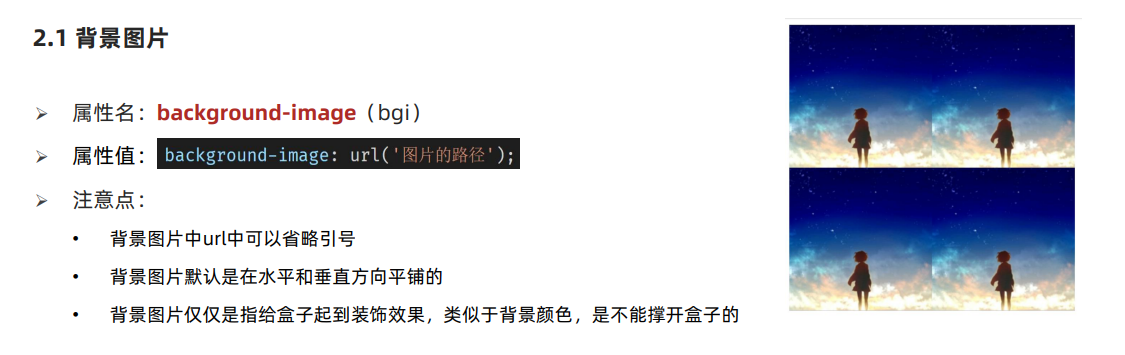 2.1 背景图片
➢ 属性名：background-image（bgi）
➢ 属性值：background-image: url('图片的路径');
➢ 注意点：
• 背景图片中url中可以省略引号
• 背景图片默认是在水平和垂直方向平铺的
• 背景图片仅仅是指给盒子起到装饰效果，类似于背景颜色，是不能撑开盒子的